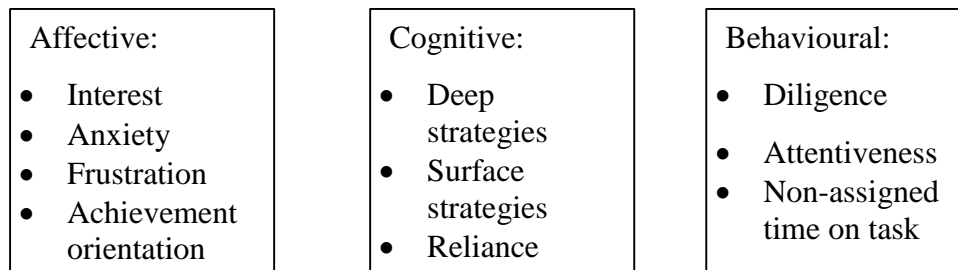 Affective:
• Interest
• Anxiety
• Frustration
• Achievement
orientation
Cognitive:
• Deep
strategies
• Surface
strategies
• Reliance
Behavioural:
• Diligence
• Attentiveness
• Non-assigned
time on task